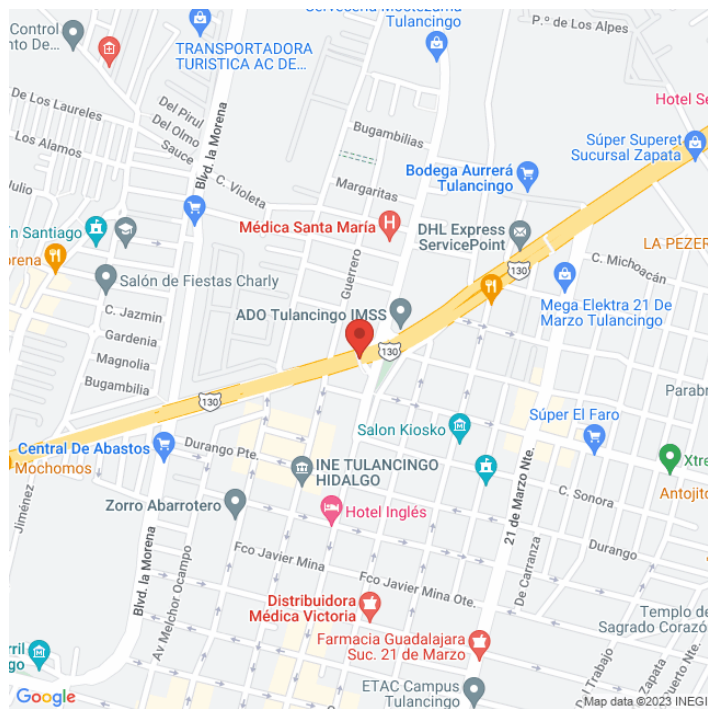 Cervecería Moctezuma
Tulancingo
Control
nto De...
TRANSPORTADORA
TURISTICA AC DE...
P.º de Los Alpes
Hotel Se
De Los Laureles
Del Pirul
Del Olmo
Sauce
Los Alamos
Blvd. la Morena
Bugambilias
Súper Superet
Sucursal Zapata
Bodega Aurrerá
Tulancingo
Julio
C. Violeta
Margaritas
Médica Santa María
DHL Express
ServicePoint
ín Santiago
LA PEZER
orena
130
C. Michoacán
Salón de Fiestas Charly
Guerrero
Mega Elektra 21 De
Marzo Tulancingo
C. Jazmin
ADO Tulancingo IMSS
Gardenia
130
Magnolia
Bugambilia
Parabr
130
Súper El Faro
Salon Kiosko
Central De Abastos
Durango Pte.
Mochomos
INE TULANCINGO
HIDALGO
Xtre
Antojito
Jiménez
Zorro Abarrotero
Hotel Inglés
21 de Marzo Nte.
C. Sonora
Durango
Blvd. la Morena
Av Melchor Ocampo
Fco Javier Mina
Fco Javier Mina Ote.
De Carranza
Distribuidora
Médica Victoria
Templo de
Sagrado Corazó
Farmacia Guadalajara
Suc. 21 de Marzo
rril
ngo
l Trabajo
Zapata
Puerto Nte.
ETAC Campus
Tulancingo
Google
Map data ©2023 INEGI